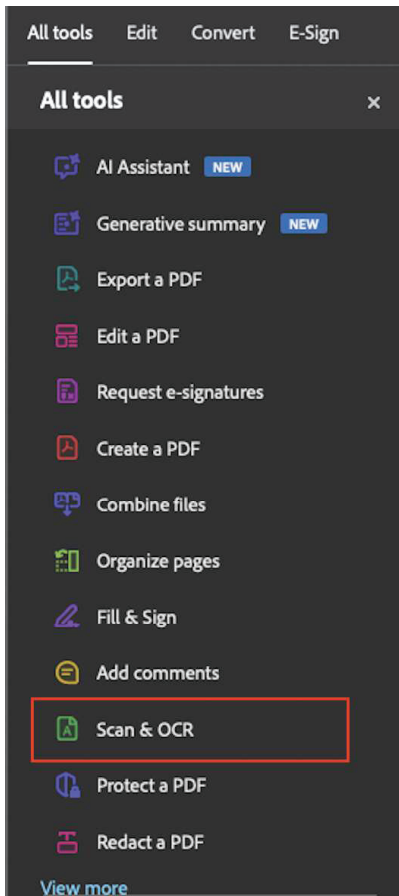 All tools Edit Convert E-Sign
All tools
AI Assistant NEW
Generative summary NEW
Export a PDF
Edit a PDF
Request e-signatures
Create a PDF
Combine files
Organize pages
Fill & Sign
Add comments
Scan & OCR
Protect a PDF
Redact a PDF
View more